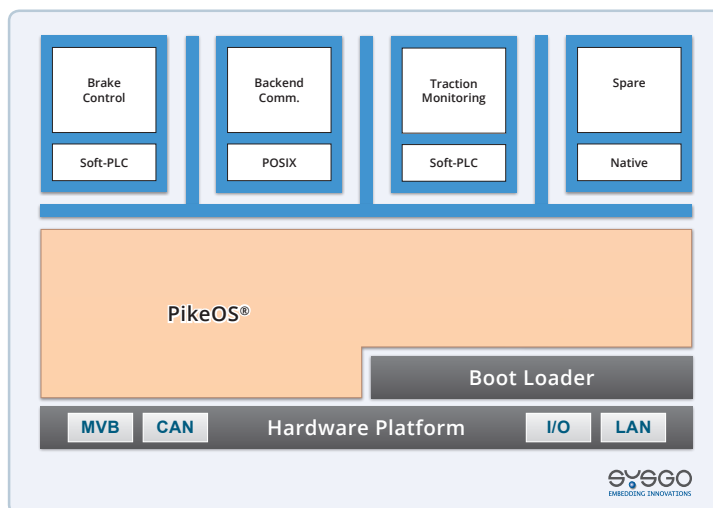 Brake
Control
Soft-PLC
Backend
Comm.
POSIX
Traction
Monitoring
Soft-PLC
Spare
Native
PikeOS®
Boot Loader
MVB CAN Hardware Platform I/O LAN
SYSGO
EMBEDDING INNOVATIONS